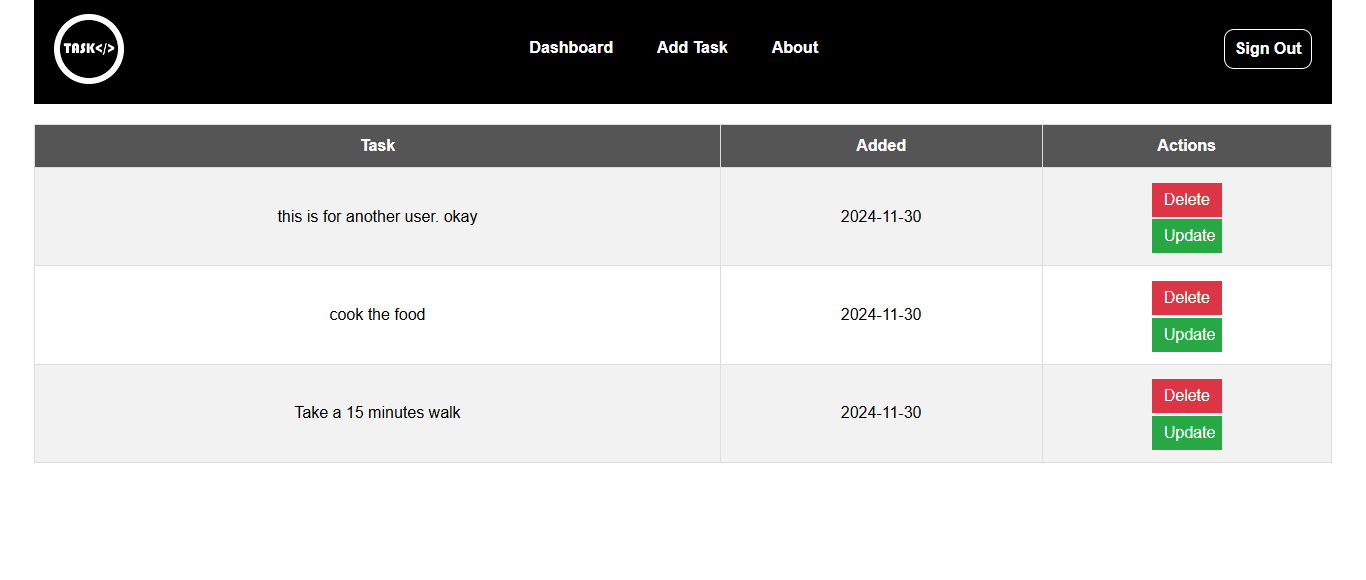 TASK</>
Dashboard Add Task About
Sign Out
Task Added Actions
this is for another user. okay 2024-11-30 Delete
Update
cook the food 2024-11-30 Delete
Update
Take a 15 minutes walk 2024-11-30 Delete
Update